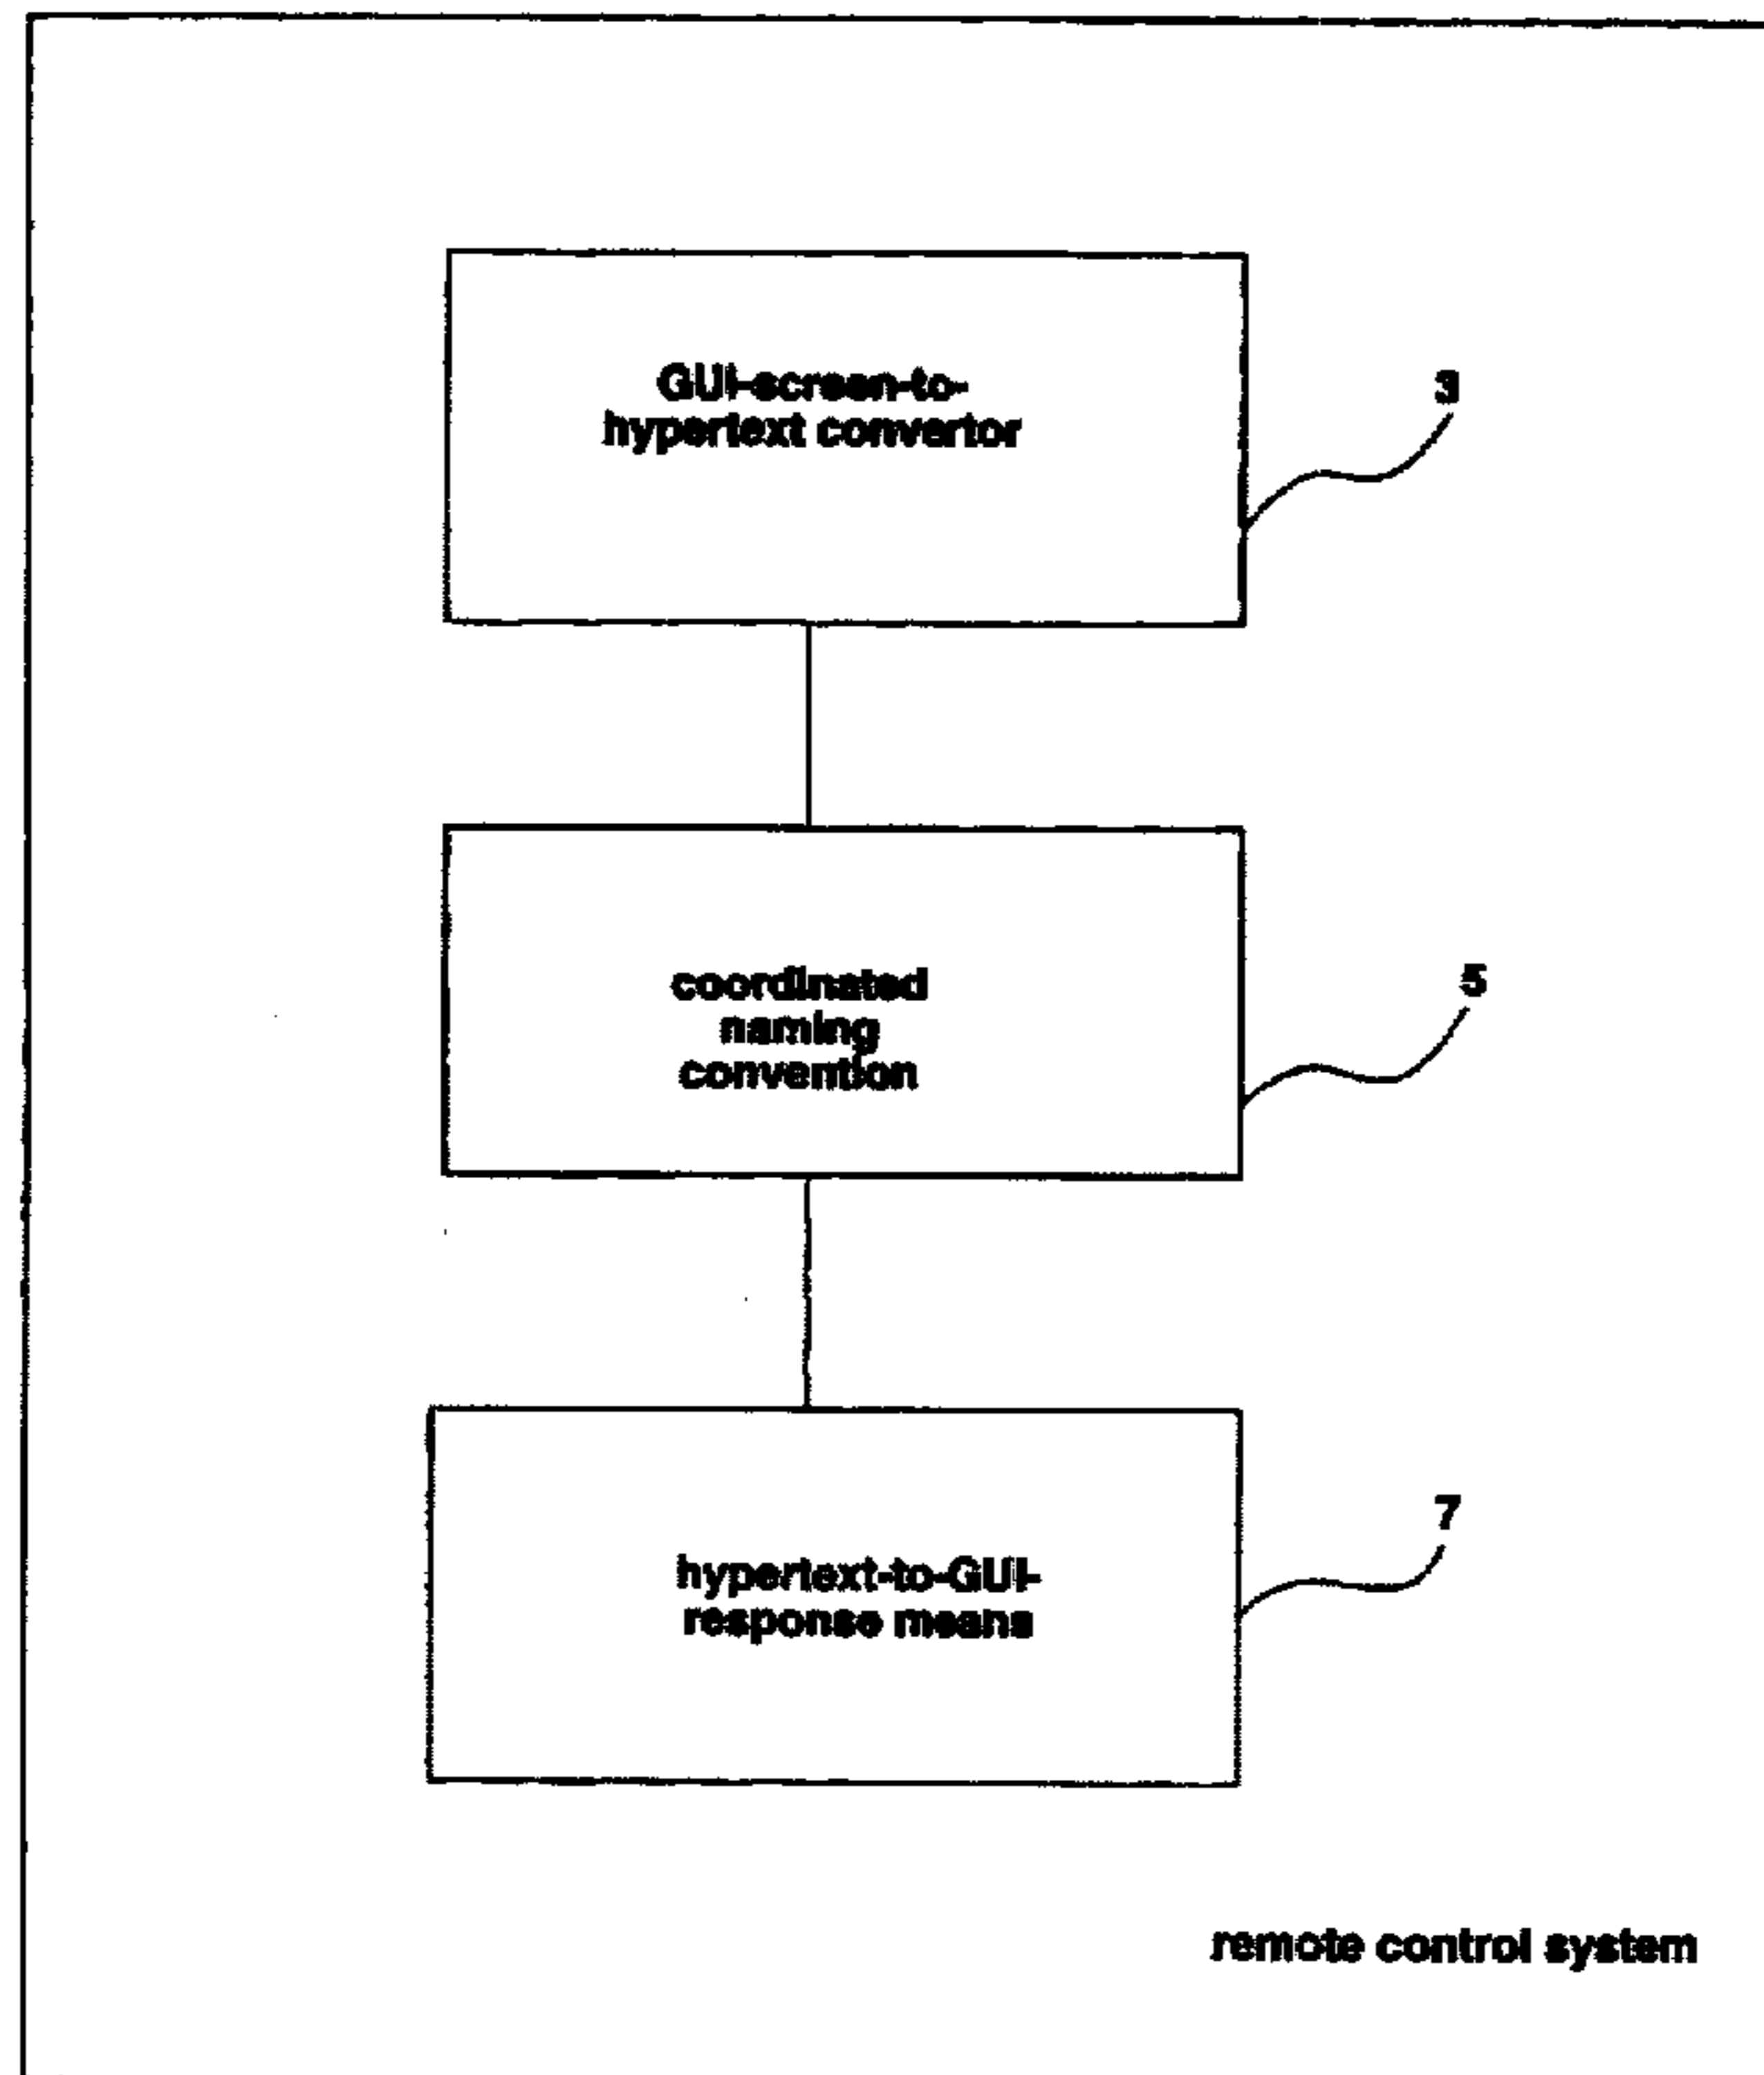 GUI-screen-to-
hypertext convertor
3
coordinated
naming
convention
5
hypertext-to-GUI-
response means
7
remote control system